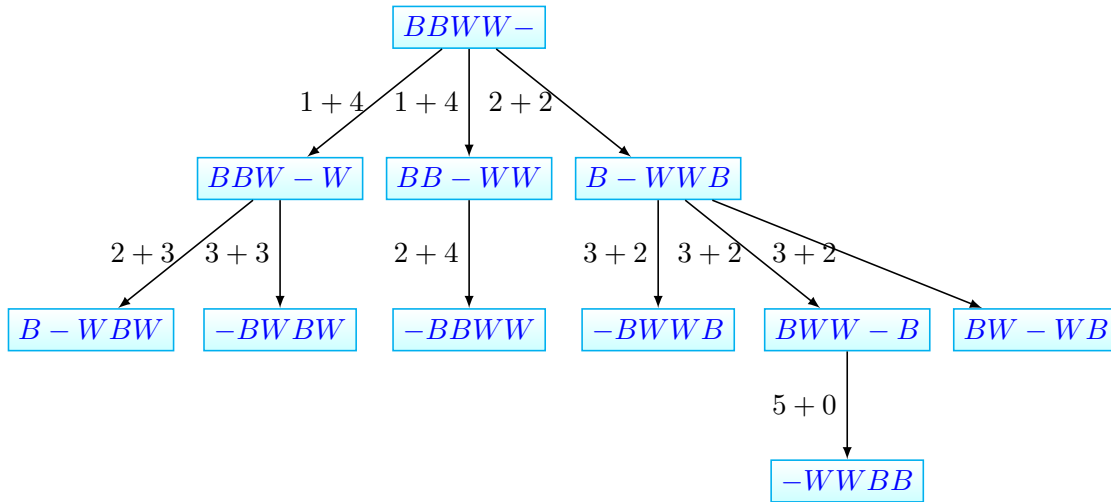 BBWW−
1 + 4 1 + 4 2 + 2
BBW − W BB − WW B − WWB
2 + 3 3 + 3 2 + 4 3 + 2 3 + 2 3 + 2
B − WBW −BWBW −BBWW −BWWB BWW − B BW − WB
5 + 0
−WWBB